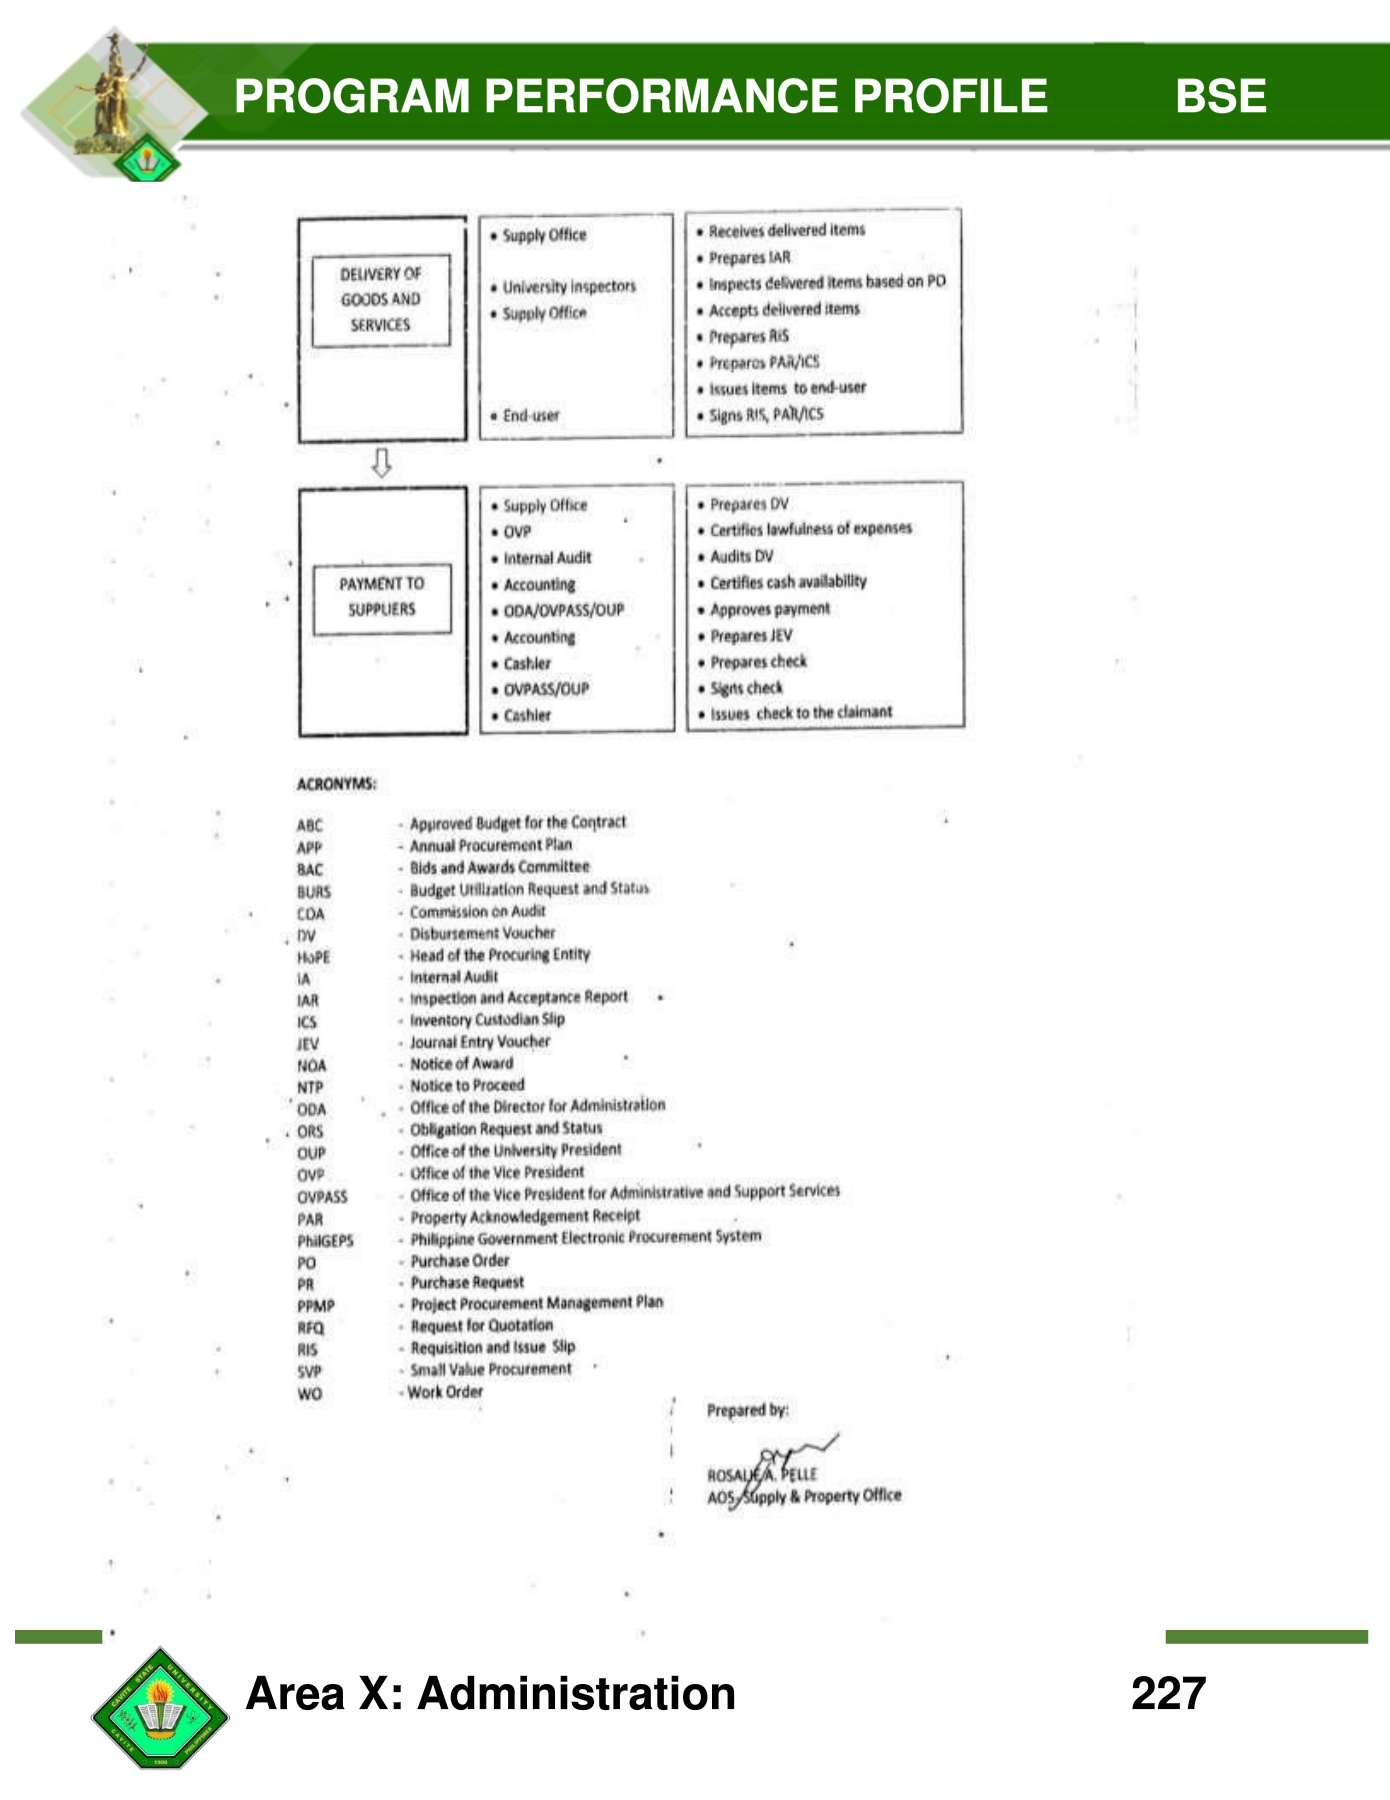 PROGRAM PERFORMANCE PROFILE BSE
DELIVERY OF
GOODS AND
SERVICES
• Supply Office
• University Inspectors
• Supply Office
• End-user
• Receives delivered items
• Prepares IAR
• Inspects delivered items based on PO
• Accepts delivered items
• Prepares RIS
• Prepares PAR/ICS
• Issues items to end-user
• Signs RIS, PAR/ICS
PAYMENT TO
SUPPLIERS
• Supply Office
• OVP
• Internal Audit
• Accounting
• ODA/OVPASS/OUP
• Accounting
• Cashier
• OVPASS/OUP
• Cashier
• Prepares DV
• Certifies lawfulness of expenses
• Audits DV
• Certifies cash availability
• Approves payment
• Prepares JEV
• Prepares check
• Signs check
• Issues check to the claimant
ACRONYMS:
ABC - Approved Budget for the Contract
APP - Annual Procurement Plan
BAC - Bids and Awards Committee
BURS - Budget Utilization Request and Status
COA - Commission on Audit
DV - Disbursement Voucher
HoPE - Head of the Procuring Entity
IA - Internal Audit
IAR - Inspection and Acceptance Report
ICS - Inventory Custodian Slip
JEV - Journal Entry Voucher
NOA - Notice of Award
NTP - Notice to Proceed
ODA - Office of the Director for Administration
ORS - Obligation Request and Status
OUP - Office of the University President
OVP - Office of the Vice President
OVPASS - Office of the Vice President for Administrative and Support Services
PAR - Property Acknowledgement Receipt
PhilGEPS - Philippine Government Electronic Procurement System
PO - Purchase Order
PR - Purchase Request
PPMP - Project Procurement Management Plan
RFQ - Request for Quotation
RIS - Requisition and Issue Slip
SVP - Small Value Procurement
WO - Work Order
Prepared by:
ROSALIE A. PELLE
AO5, Supply & Property Office
CAVITE STATE UNIVERSITY
CAVITE 1906 PHILIPPINES
Area X: Administration 227